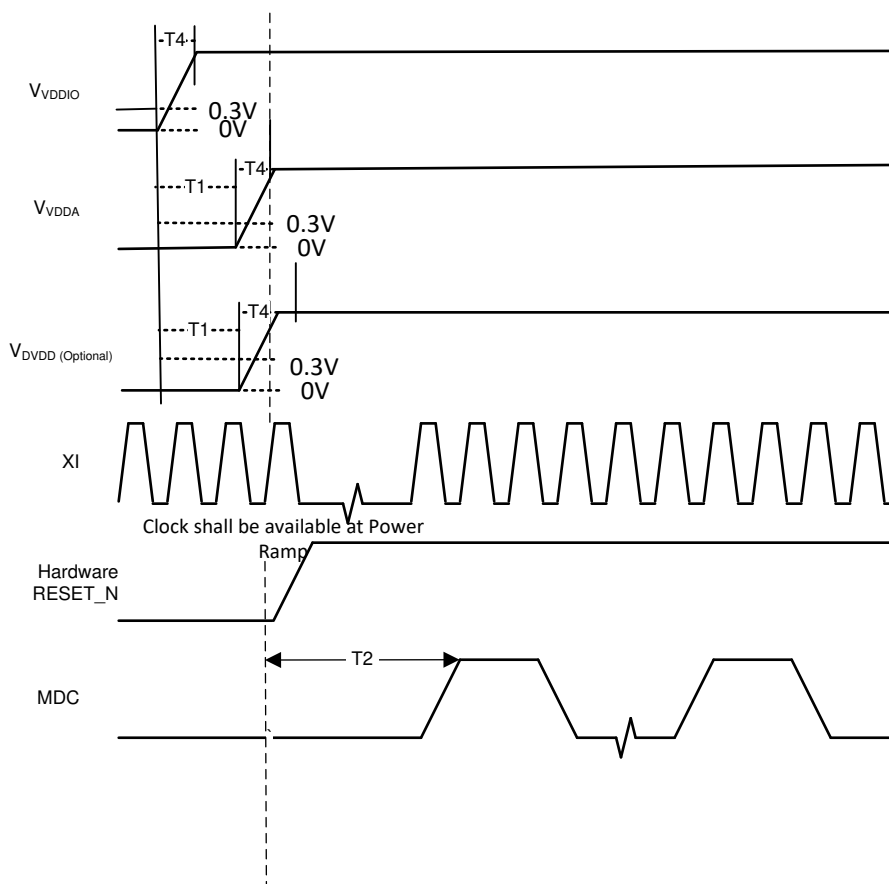 T4
VVDDIO
0.3V
0V
T4
T1
VVDDA
0.3V
0V
T4
T1
VDVDD (Optional)
0.3V
0V
XI
Clock shall be available at Power
Ramp
Hardware
RESET_N
T2
MDC